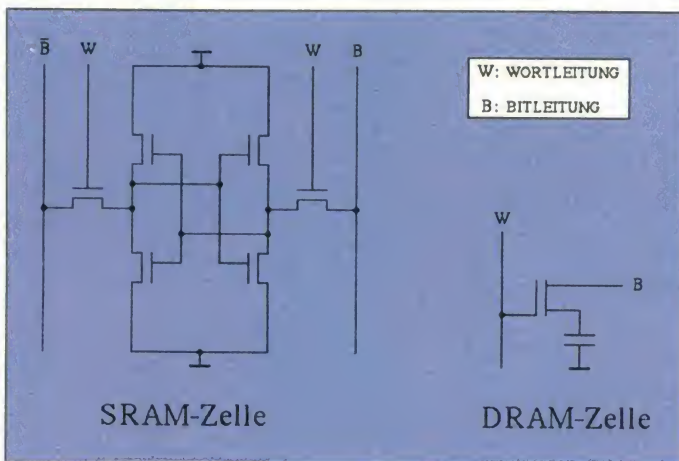 B̅ W W B
W: WORTLEITUNG
B: BITLEITUNG
W
B
SRAM-Zelle DRAM-Zelle